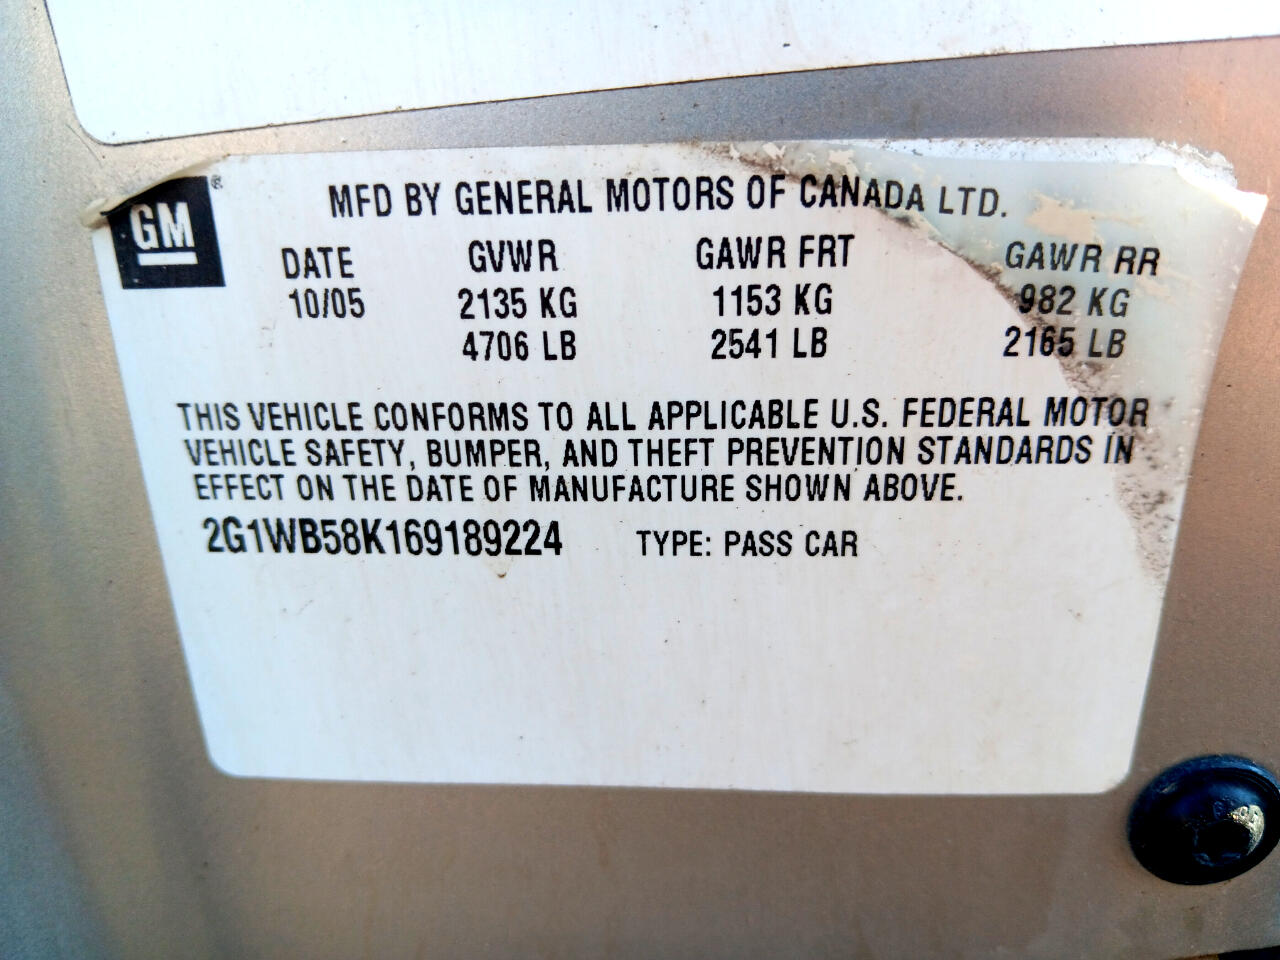 GM®
MFD BY GENERAL MOTORS OF CANADA LTD.
DATE GVWR GAWR FRT GAWR RR
10/05 2135 KG 1153 KG 982 KG
4706 LB 2541 LB 2165 LB
THIS VEHICLE CONFORMS TO ALL APPLICABLE U.S. FEDERAL MOTOR
VEHICLE SAFETY, BUMPER, AND THEFT PREVENTION STANDARDS IN
EFFECT ON THE DATE OF MANUFACTURE SHOWN ABOVE.
2G1WB58K169189224 TYPE: PASS CAR